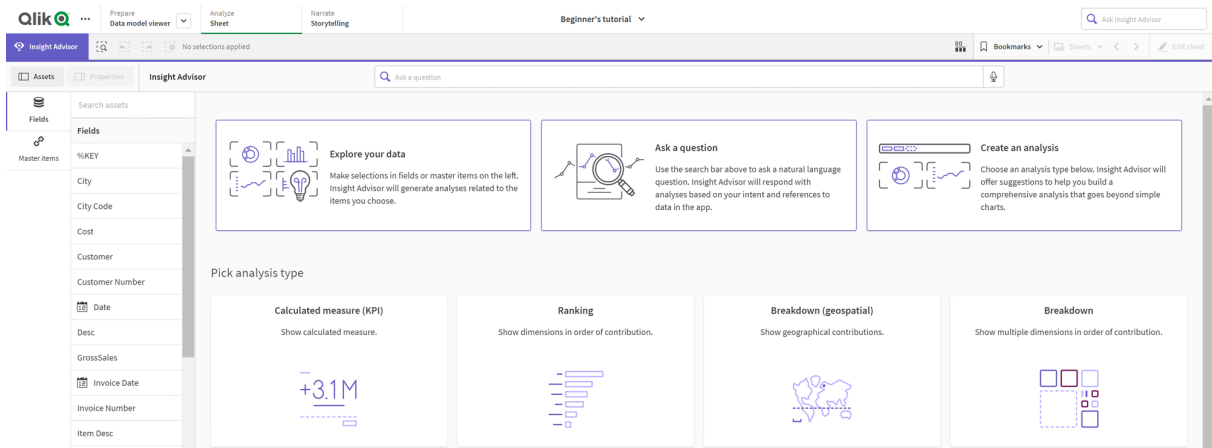 Qlik
Prepare
Data model viewer
Analyze
Sheet
Narrate
Storytelling
Beginner's tutorial
Ask Insight Advisor
Insight Advisor
No selections applied
Bookmarks
Sheets
Edit sheet
Assets
Properties
Insight Advisor
Ask a question
Fields
Master items
Search assets
Fields
%KEY
City
City Code
Cost
Customer
Customer Number
Date
Desc
GrossSales
Invoice Date
Invoice Number
Item Desc
Explore your data
Make selections in fields or master items on the left.
Insight Advisor will generate analyses related to the
items you choose.
Ask a question
Use the search bar above to ask a natural language
question. Insight Advisor will respond with
analyses based on your intent and references to
data in the app.
Create an analysis
Choose an analysis type below. Insight Advisor will
offer suggestions to help you build a
comprehensive analysis that goes beyond simple
charts.
Pick analysis type
Calculated measure (KPI)
Show calculated measure.
+3.1M
Ranking
Show dimensions in order of contribution.
Breakdown (geospatial)
Show geographical contributions.
Breakdown
Show multiple dimensions in order of contribution.